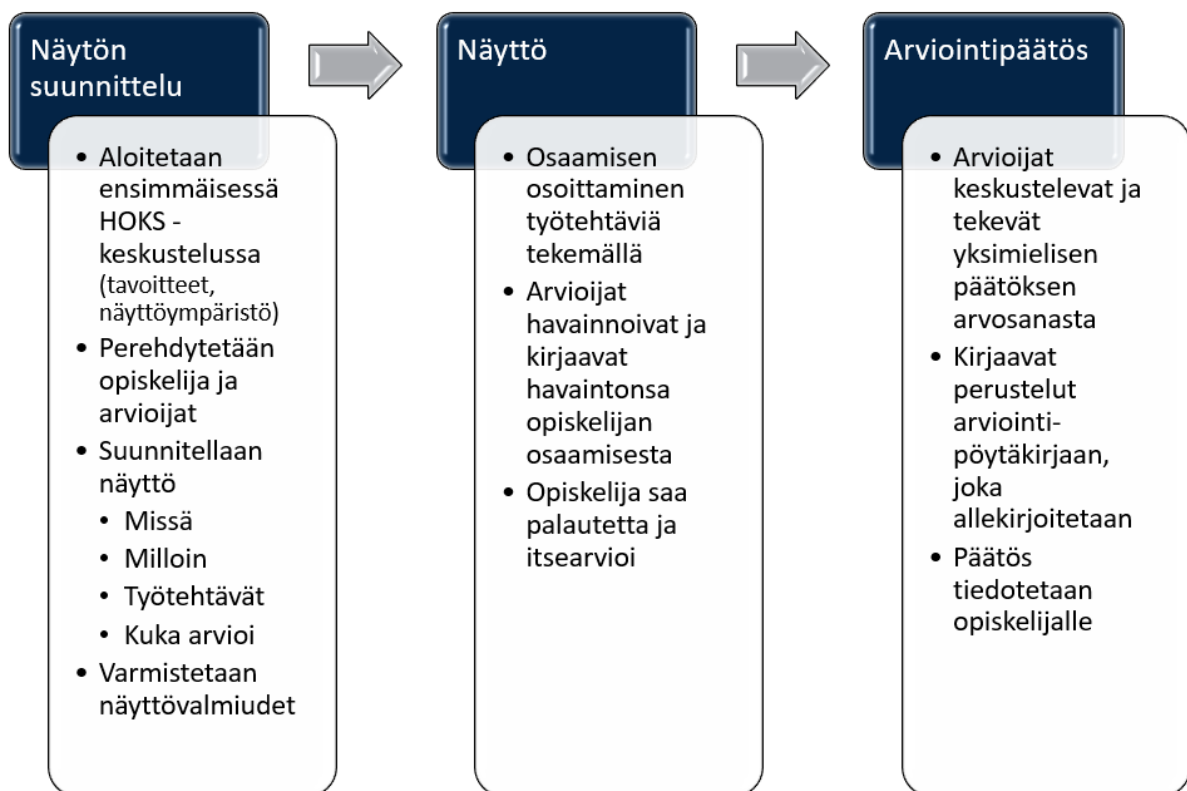 Näytön
suunnittelu
• Aloitetaan
ensimmäisessä
HOKS -
keskustelussa
(tavoitteet,
näyttöympäristö)
• Perehdytetään
opiskelija ja
arvioijat
• Suunnitellaan
näyttö
• Missä
• Milloin
• Työtehtävät
• Kuka arvioi
• Varmistetaan
näyttövalmiudet
Näyttö
• Osaamisen
osoittaminen
työtehtäviä
tekemällä
• Arvioijat
havainnoivat ja
kirjaavat
havaintonsa
opiskelijan
osaamisesta
• Opiskelija saa
palautetta ja
itsearvioi
Arviointipäätös
• Arvioijat
keskustelevat ja
tekevät
yksimielisen
päätöksen
arvosanasta
• Kirjaavat
perustelut
arviointi-
pöytäkirjaan,
joka
allekirjoitetaan
• Päätös
tiedotetaan
opiskelijalle